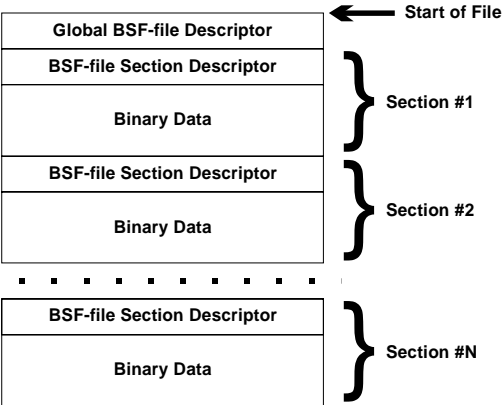 Start of File
Global BSF-file Descriptor
BSF-file Section Descriptor
Binary Data
Section #1
BSF-file Section Descriptor
Binary Data
Section #2
BSF-file Section Descriptor
Binary Data
Section #N